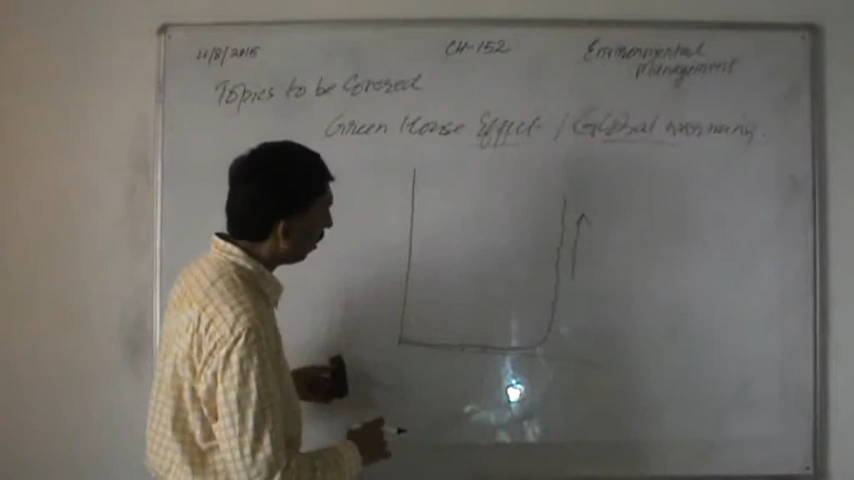 11/8/2015
CH-152
Environmental
Management
Topics to be Covered
Green House Effect / Global warming.